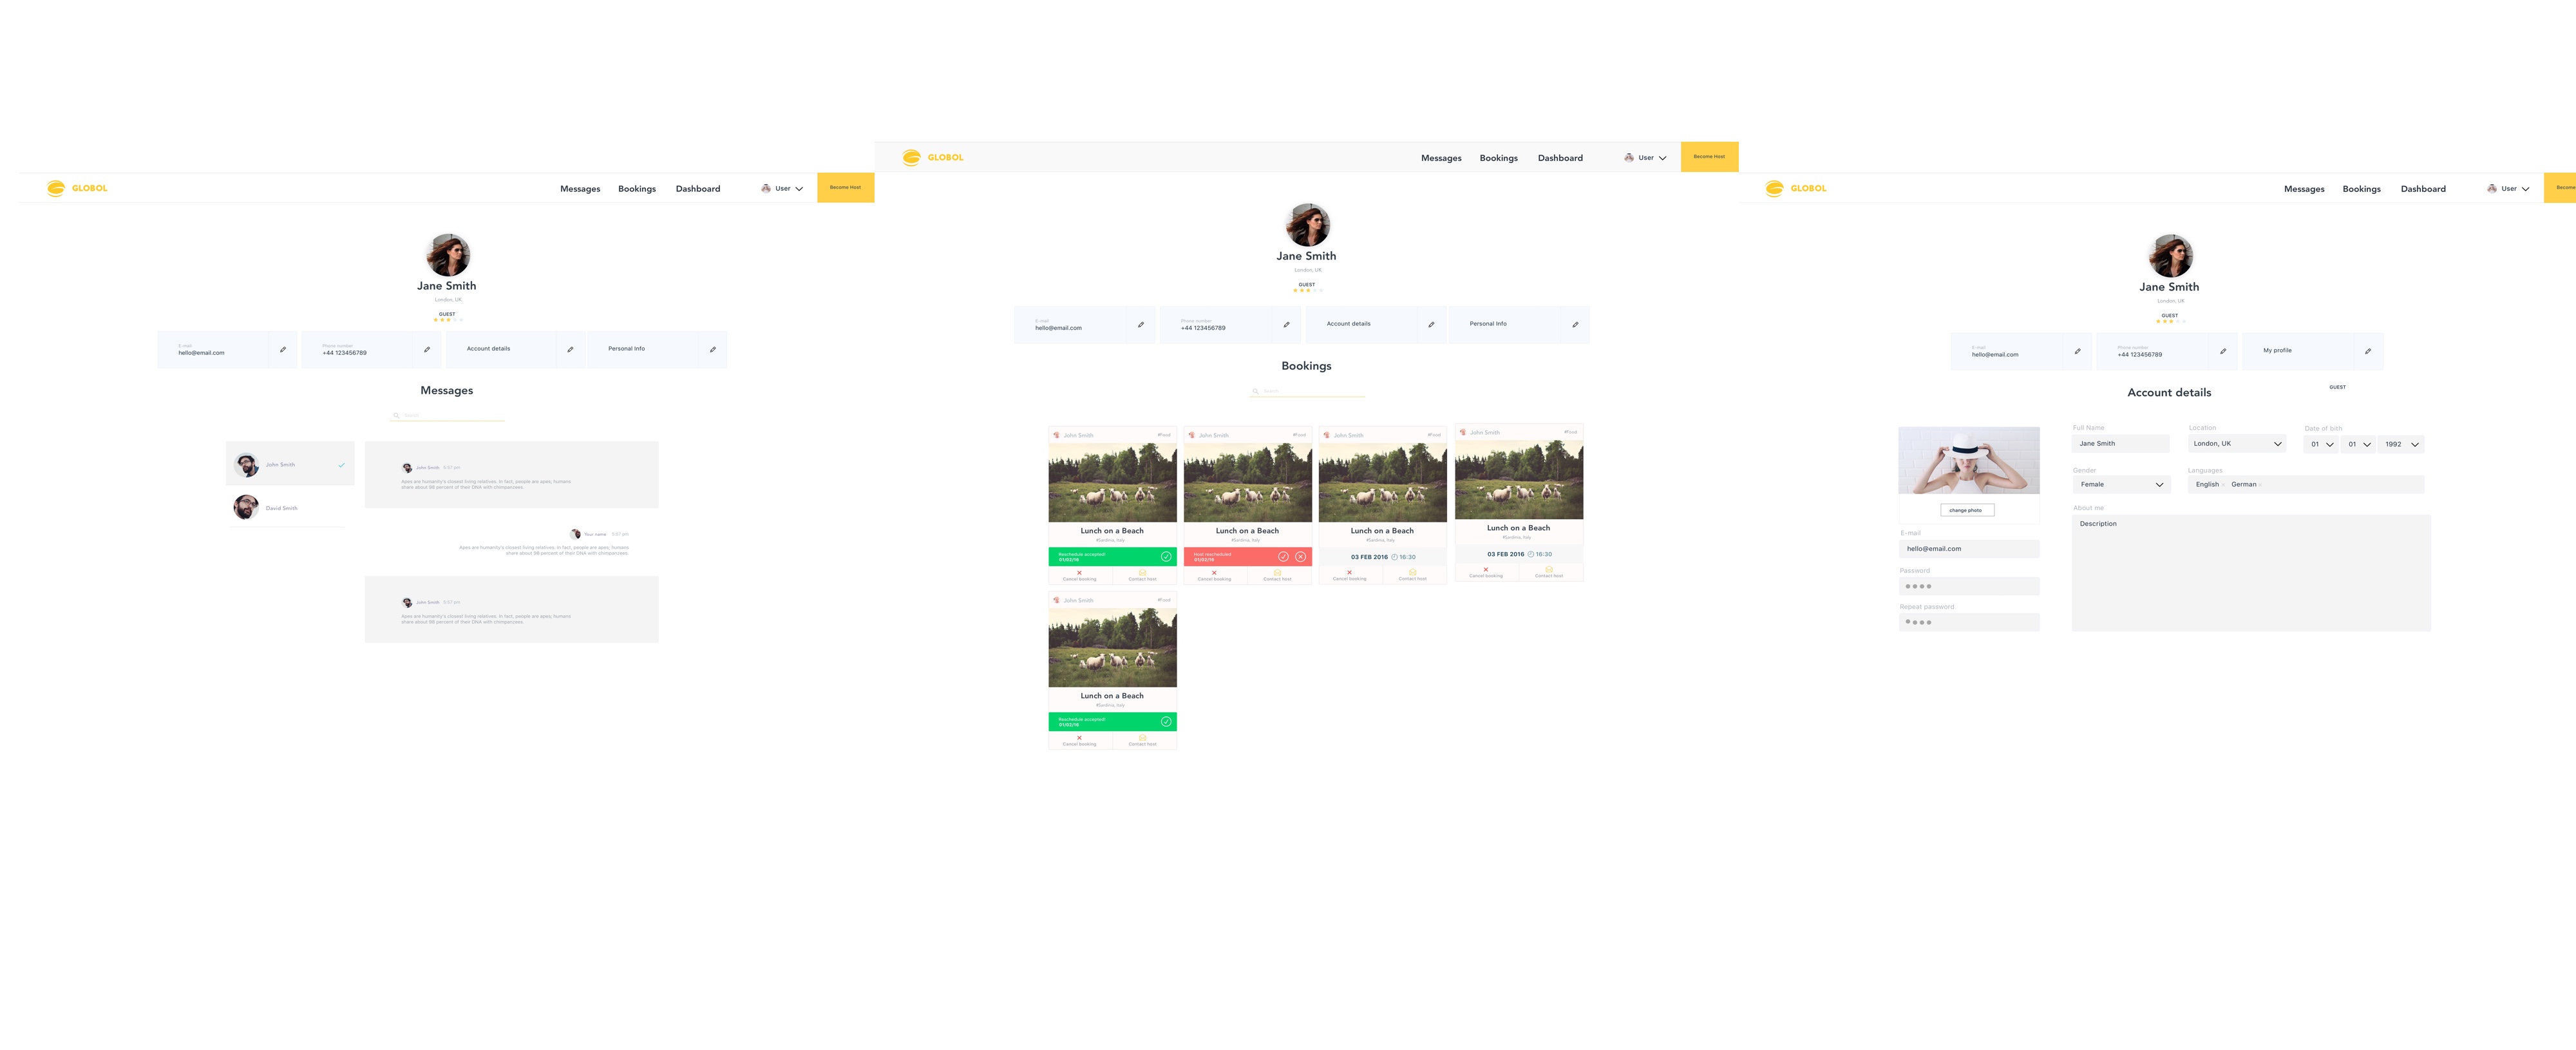 GLOBOL
Messages Bookings Dashboard User Become Host
Jane Smith
London, UK
GUEST
E-mail
hello@email.com
Phone number
+44 123456789
Account details
Personal info
Messages
Search
John Smith
David Smith
John Smith 9:57 pm
Apes are humanity's closest living relatives. In fact, people are apes; humans
share about 98 percent of their DNA with chimpanzees.
Your name 9:57 pm
Apes are humanity's closest living relatives. In fact, people are apes; humans
share about 98 percent of their DNA with chimpanzees.
John Smith 9:57 pm
Apes are humanity's closest living relatives. In fact, people are apes; humans
share about 98 percent of their DNA with chimpanzees.
GLOBOL
Messages Bookings Dashboard User Become Host
Jane Smith
London, UK
GUEST
E-mail
hello@email.com
Phone number
+44 123456789
Account details
Personal info
Bookings
Search
John Smith #Food
Lunch on a Beach
#Sardinia, Italy
Reschedule accepted!
01/02/16
Cancel booking Contact host
John Smith #Food
Lunch on a Beach
#Sardinia, Italy
Host rescheduled
01/02/16
Cancel booking Contact host
John Smith #Food
Lunch on a Beach
#Sardinia, Italy
03 FEB 2016 16:30
Cancel booking Contact host
John Smith #Food
Lunch on a Beach
#Sardinia, Italy
03 FEB 2016 16:30
Cancel booking Contact host
John Smith #Food
Lunch on a Beach
#Sardinia, Italy
Reschedule accepted!
01/02/16
Cancel booking Contact host
GLOBOL
Messages Bookings Dashboard User Become
Jane Smith
London, UK
GUEST
E-mail
hello@email.com
Phone number
+44 123456789
My profile
GUEST
Account details
change photo
E-mail
hello@email.com
Password
Repeat password
Full Name
Jane Smith
Location
London, UK
Date of birth
01 01 1992
Gender
Female
Languages
English × German ×
About me
Description